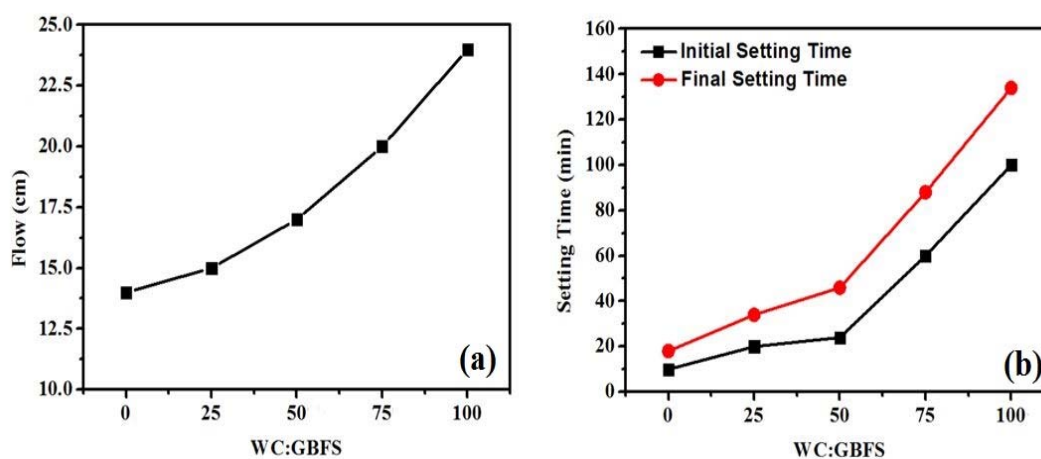 25.0
22.5
20.0
17.5
15.0
12.5
10.0
Flow (cm)
0 25 50 75 100
WC:GBFS
(a)
160
140
120
100
80
60
40
20
0
Setting Time (min)
Initial Setting Time
Final Setting Time
0 25 50 75 100
WC:GBFS
(b)